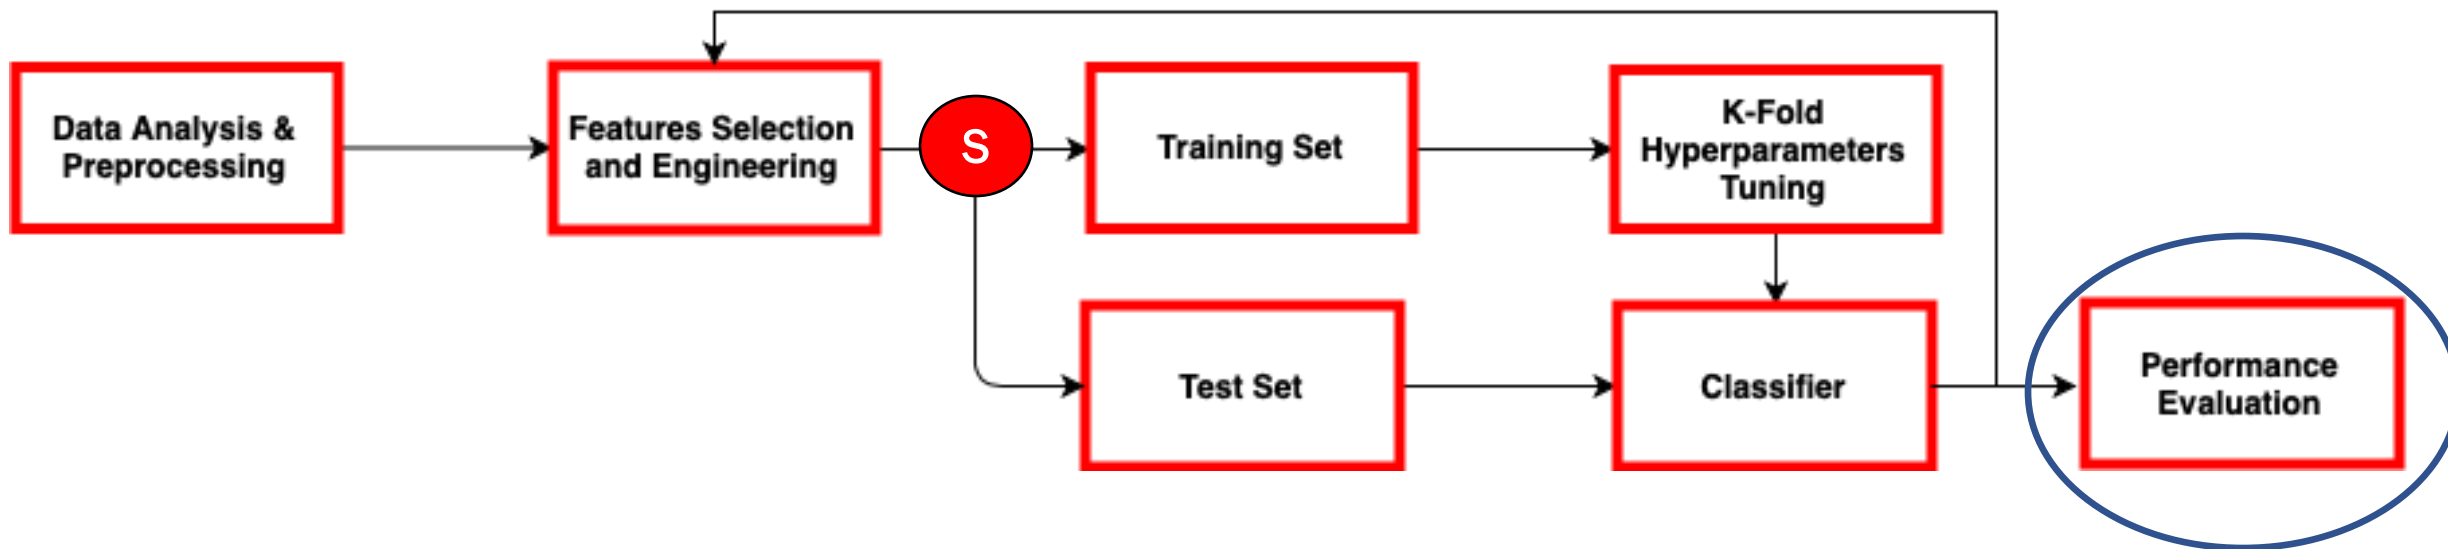 Data Analysis &
Preprocessing
Features Selection
and Engineering
S
Training Set
K-Fold
Hyperparameters
Tuning
Test Set
Classifier
Performance
Evaluation